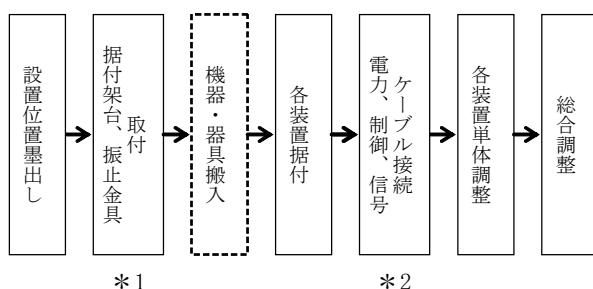 設置位置墨出し
据付架台、振止金具
取付
機器・器具搬入
各装置据付
ケーブル接続
電力、制御、信号
各装置単体調整
総合調整
*1
*2